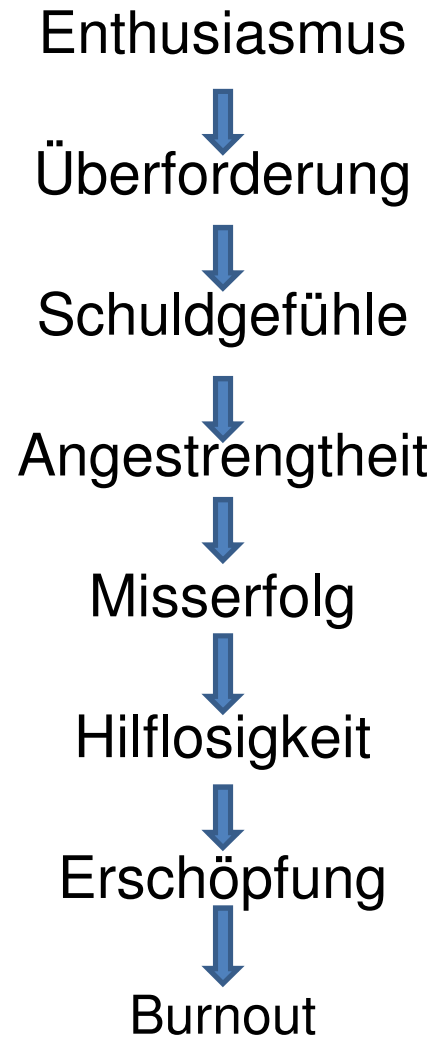 Enthusiasmus
Überforderung
Schuldgefühle
Angestrengtheit
Misserfolg
Hilflosigkeit
Erschöpfung
Burnout